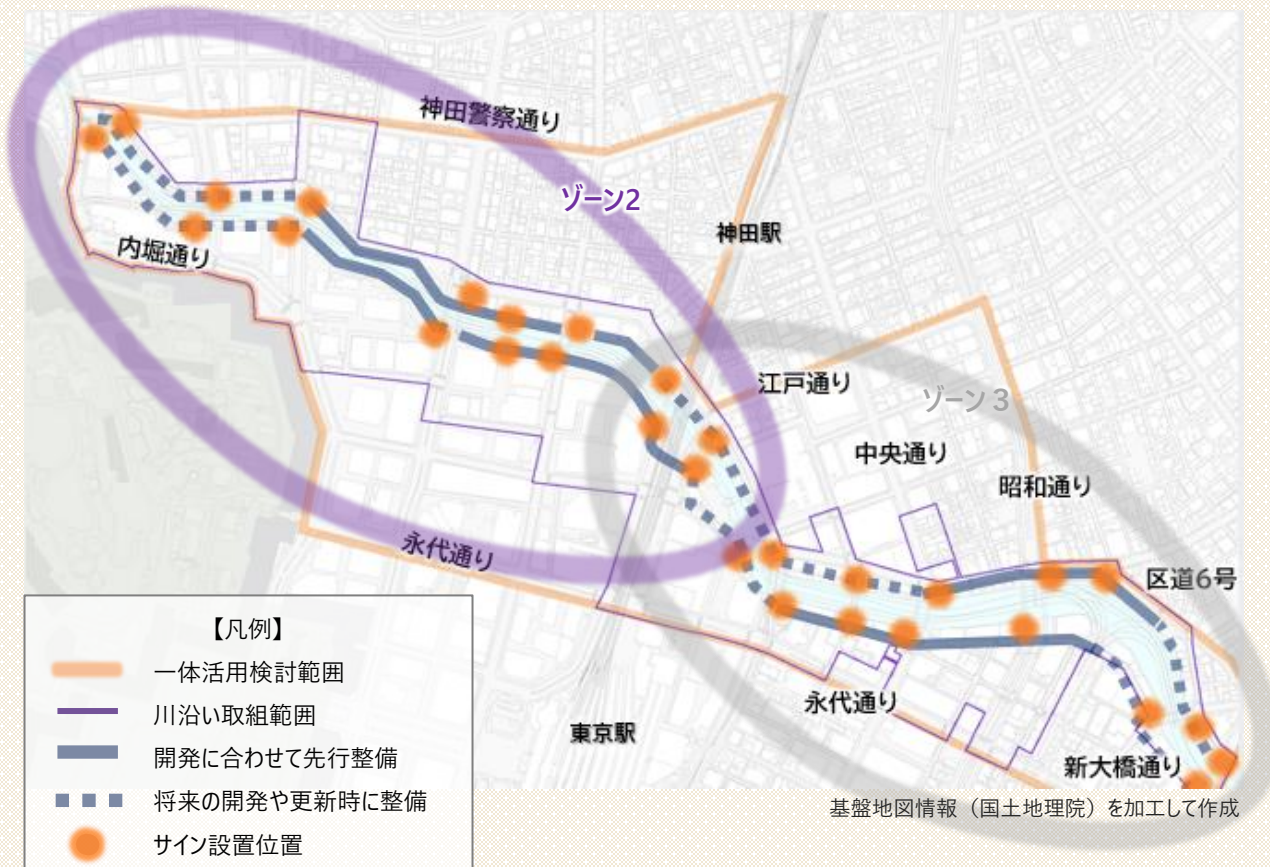 神田警察通り
ゾーン2
神田駅
内堀通り
江戸通り
ゾーン 3
中央通り
昭和通り
永代通り
区道6号
永代通り
東京駅
新大橋通り
【凡例】
一体活用検討範囲
川沿い取組範囲
開発に合わせて先行整備
将来の開発や更新時に整備
サイン設置位置
基盤地図情報（国土地理院）を加工して作成